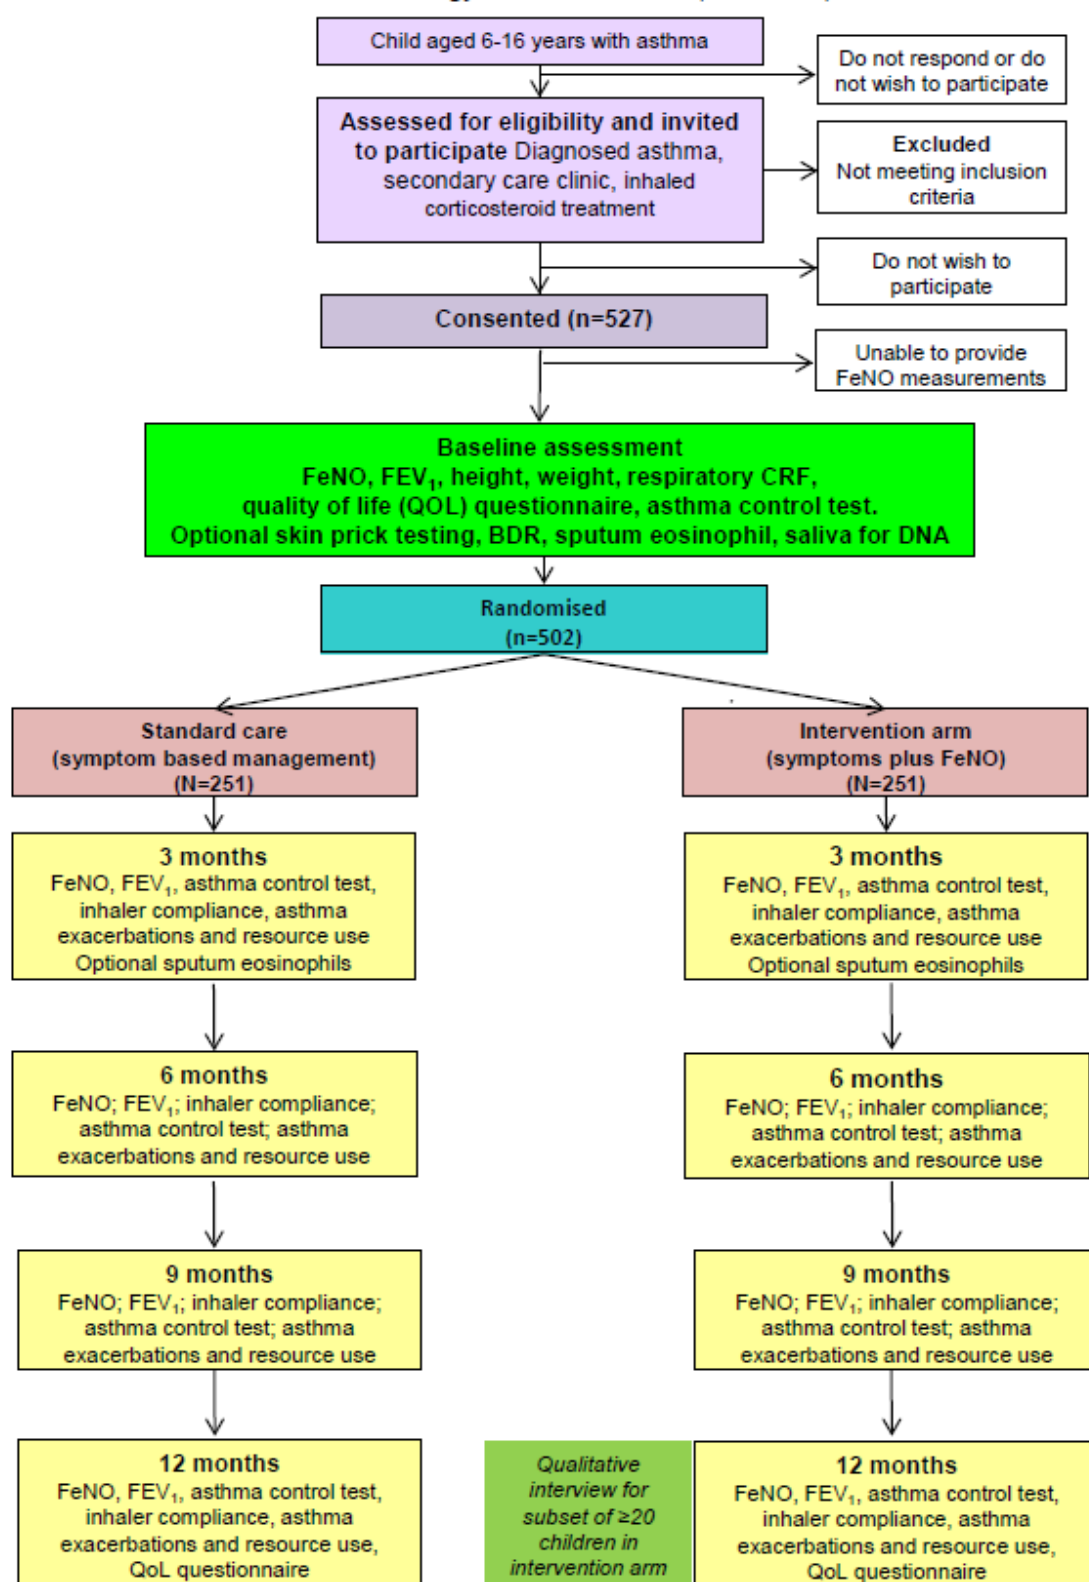 Child aged 6-16 years with asthma
Do not respond or do
not wish to participate
Assessed for eligibility and invited
to participate Diagnosed asthma,
secondary care clinic, inhaled
corticosteroid treatment
Excluded
Not meeting inclusion
criteria
Do not wish to
participate
Consented (n=527)
Unable to provide
FeNO measurements
Baseline assessment
FeNO, FEV₁, height, weight, respiratory CRF,
quality of life (QOL) questionnaire, asthma control test.
Optional skin prick testing, BDR, sputum eosinophil, saliva for DNA
Randomised
(n=502)
Standard care
(symptom based management)
(N=251)
Intervention arm
(symptoms plus FeNO)
(N=251)
3 months
FeNO, FEV₁, asthma control test,
inhaler compliance, asthma
exacerbations and resource use
Optional sputum eosinophils
3 months
FeNO, FEV₁, asthma control test,
inhaler compliance, asthma
exacerbations and resource use
Optional sputum eosinophils
6 months
FeNO; FEV₁; inhaler compliance;
asthma control test; asthma
exacerbations and resource use
6 months
FeNO; FEV₁; inhaler compliance;
asthma control test; asthma
exacerbations and resource use
9 months
FeNO; FEV₁; inhaler compliance;
asthma control test; asthma
exacerbations and resource use
9 months
FeNO; FEV₁; inhaler compliance;
asthma control test; asthma
exacerbations and resource use
12 months
FeNO, FEV₁, asthma control test,
inhaler compliance, asthma
exacerbations and resource use,
QoL questionnaire
Qualitative
interview for
subset of ≥20
children in
intervention arm
12 months
FeNO, FEV₁, asthma control test,
inhaler compliance, asthma
exacerbations and resource use,
QoL questionnaire